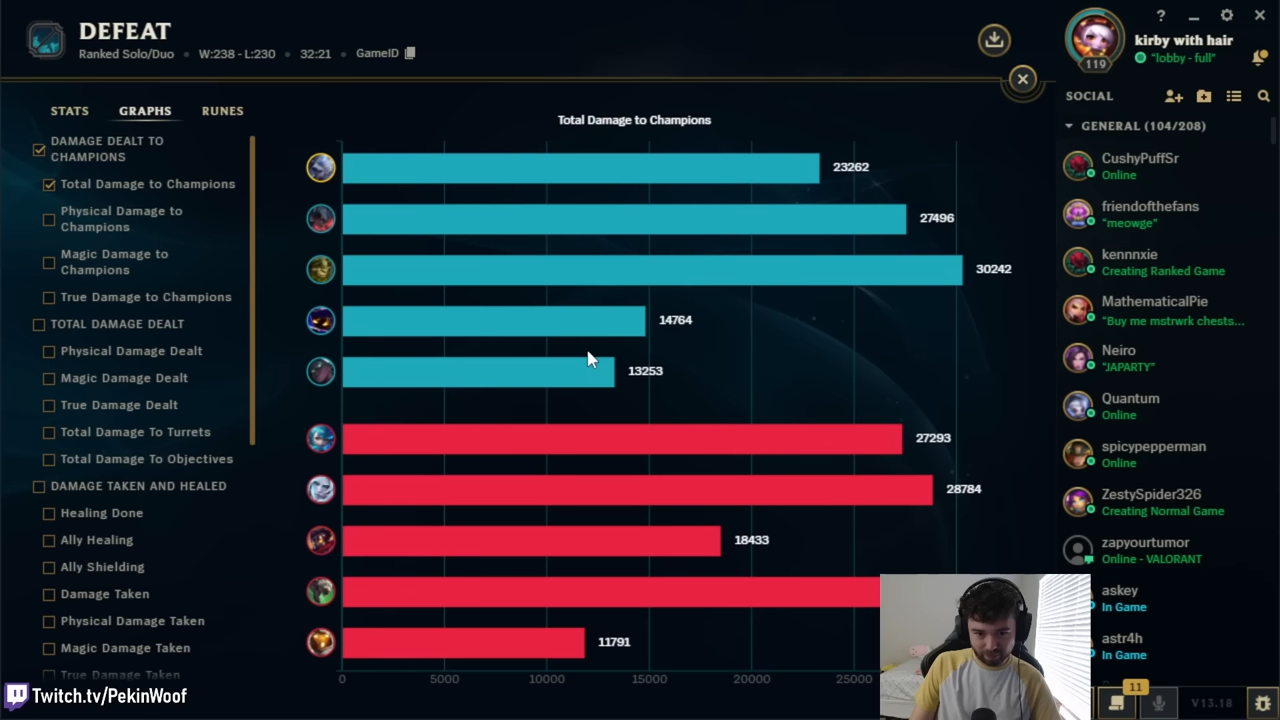 DEFEAT
Ranked Solo/Duo • W:238 - L:230 • 32:21 • GameID
STATS GRAPHS RUNES
DAMAGE DEALT TO
CHAMPIONS
Total Damage to Champions
Physical Damage to
Champions
Magic Damage to
Champions
True Damage to Champions
TOTAL DAMAGE DEALT
Physical Damage Dealt
Magic Damage Dealt
True Damage Dealt
Total Damage To Turrets
Total Damage To Objectives
DAMAGE TAKEN AND HEALED
Healing Done
Ally Healing
Ally Shielding
Damage Taken
Physical Damage Taken
Magic Damage Taken
True Damage Taken
Twitch.tv/PekinWoof
Total Damage to Champions
23262
27496
30242
14764
13253
27293
28784
18433
11791
0 5000 10000 15000 20000 25000
?
kirby with hair
119
"lobby - full"
SOCIAL
GENERAL (104/208)
CushyPuffSr
Online
friendofthefans
"meowge"
kennnxie
Creating Ranked Game
MathematicalPie
"Buy me mstrwrk chests...
Neiro
"JAPARTY"
Quantum
Online
spicypepperman
Online
ZestySpider326
Creating Normal Game
zapyourtumor
Online - VALORANT
askey
In Game
astr4h
In Game
11
V13.18